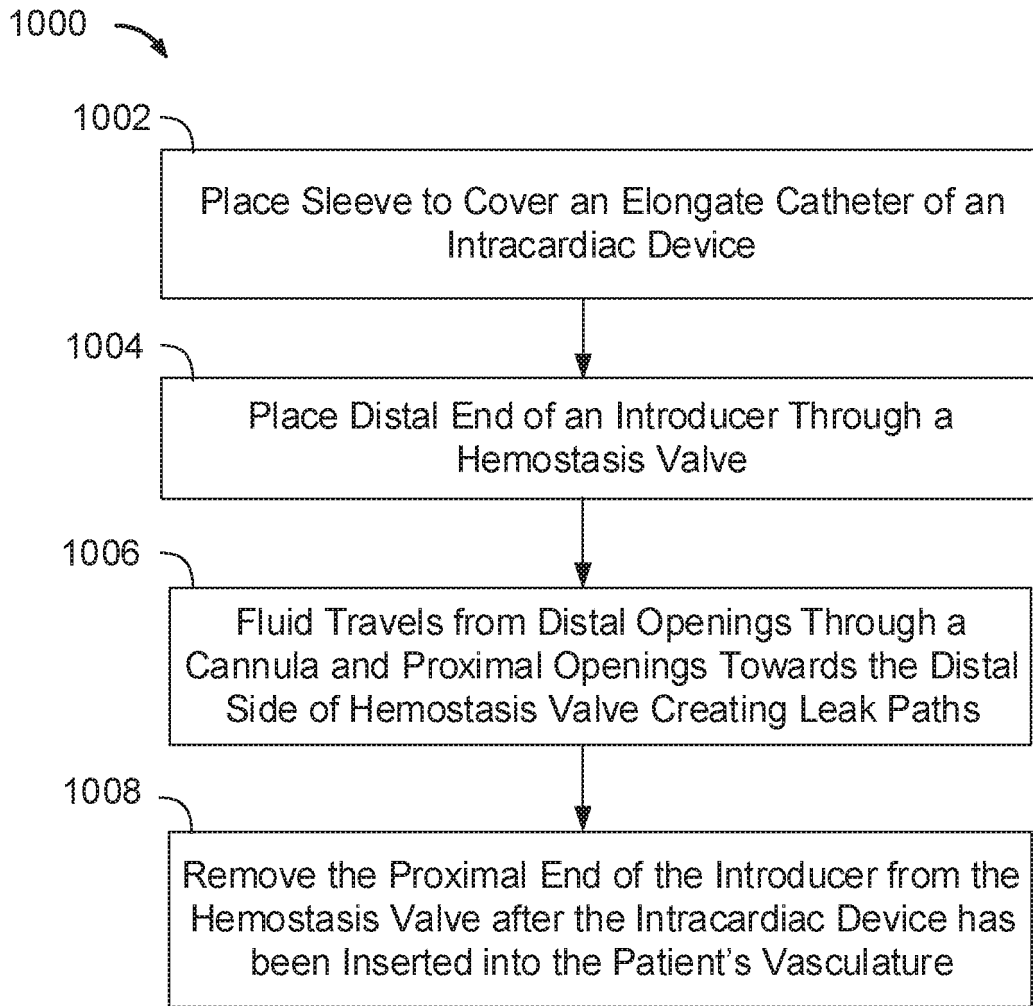 1000
1002
Place Sleeve to Cover an Elongate Catheter of an
Intracardiac Device
1004
Place Distal End of an Introducer Through a
Hemostasis Valve
1006
Fluid Travels from Distal Openings Through a
Cannula and Proximal Openings Towards the Distal
Side of Hemostasis Valve Creating Leak Paths
1008
Remove the Proximal End of the Introducer from the
Hemostasis Valve after the Intracardiac Device has
been Inserted into the Patient's Vasculature